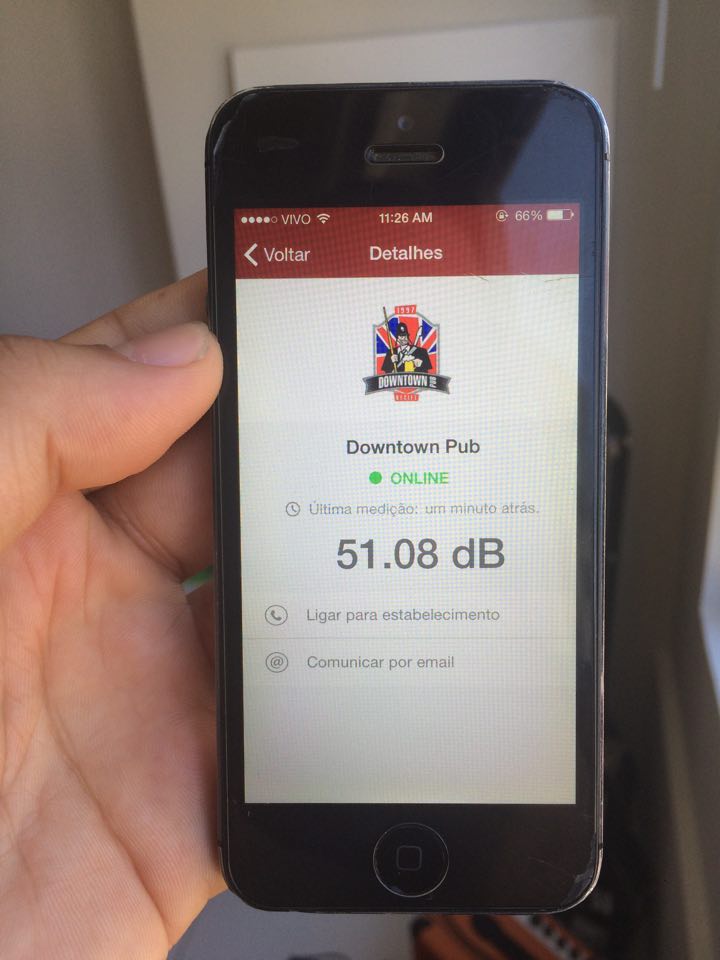 VIVO 11:26 AM 66%
Voltar Detalhes
1997
DOWNTOWN PUB
RECIFE
Downtown Pub
ONLINE
Última medição: um minuto atrás.
51.08 dB
Ligar para estabelecimento
@ Comunicar por email